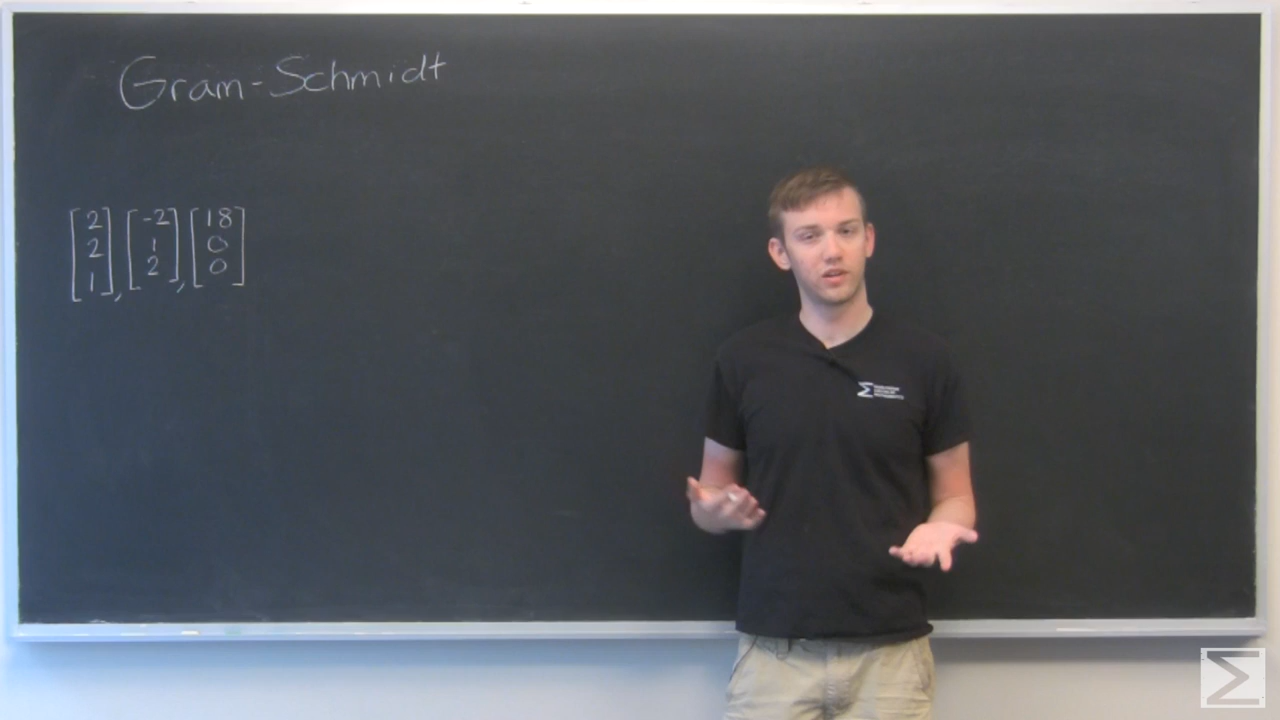 Gram-Schmidt
[2 2 1], [-2 1 2], [18 0 0]
Σ
Σ